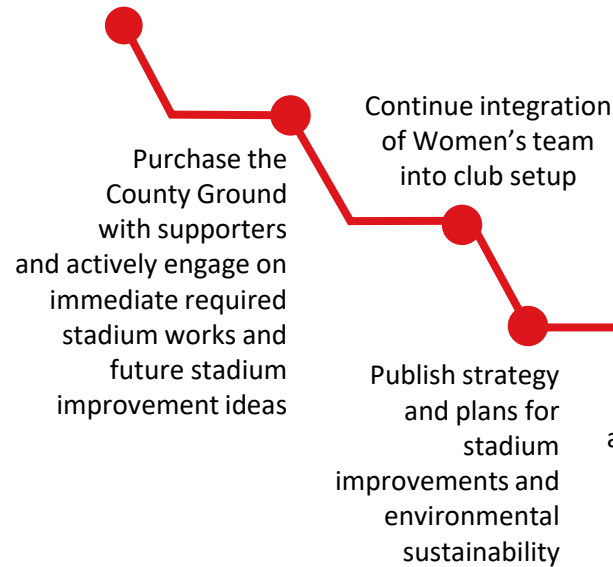 Purchase the
County Ground
with supporters
and actively engage on
immediate required
stadium works and
future stadium
improvement ideas
Continue integration
of Women's team
into club setup
Publish strategy
and plans for
stadium
improvements and
environmental
sustainability